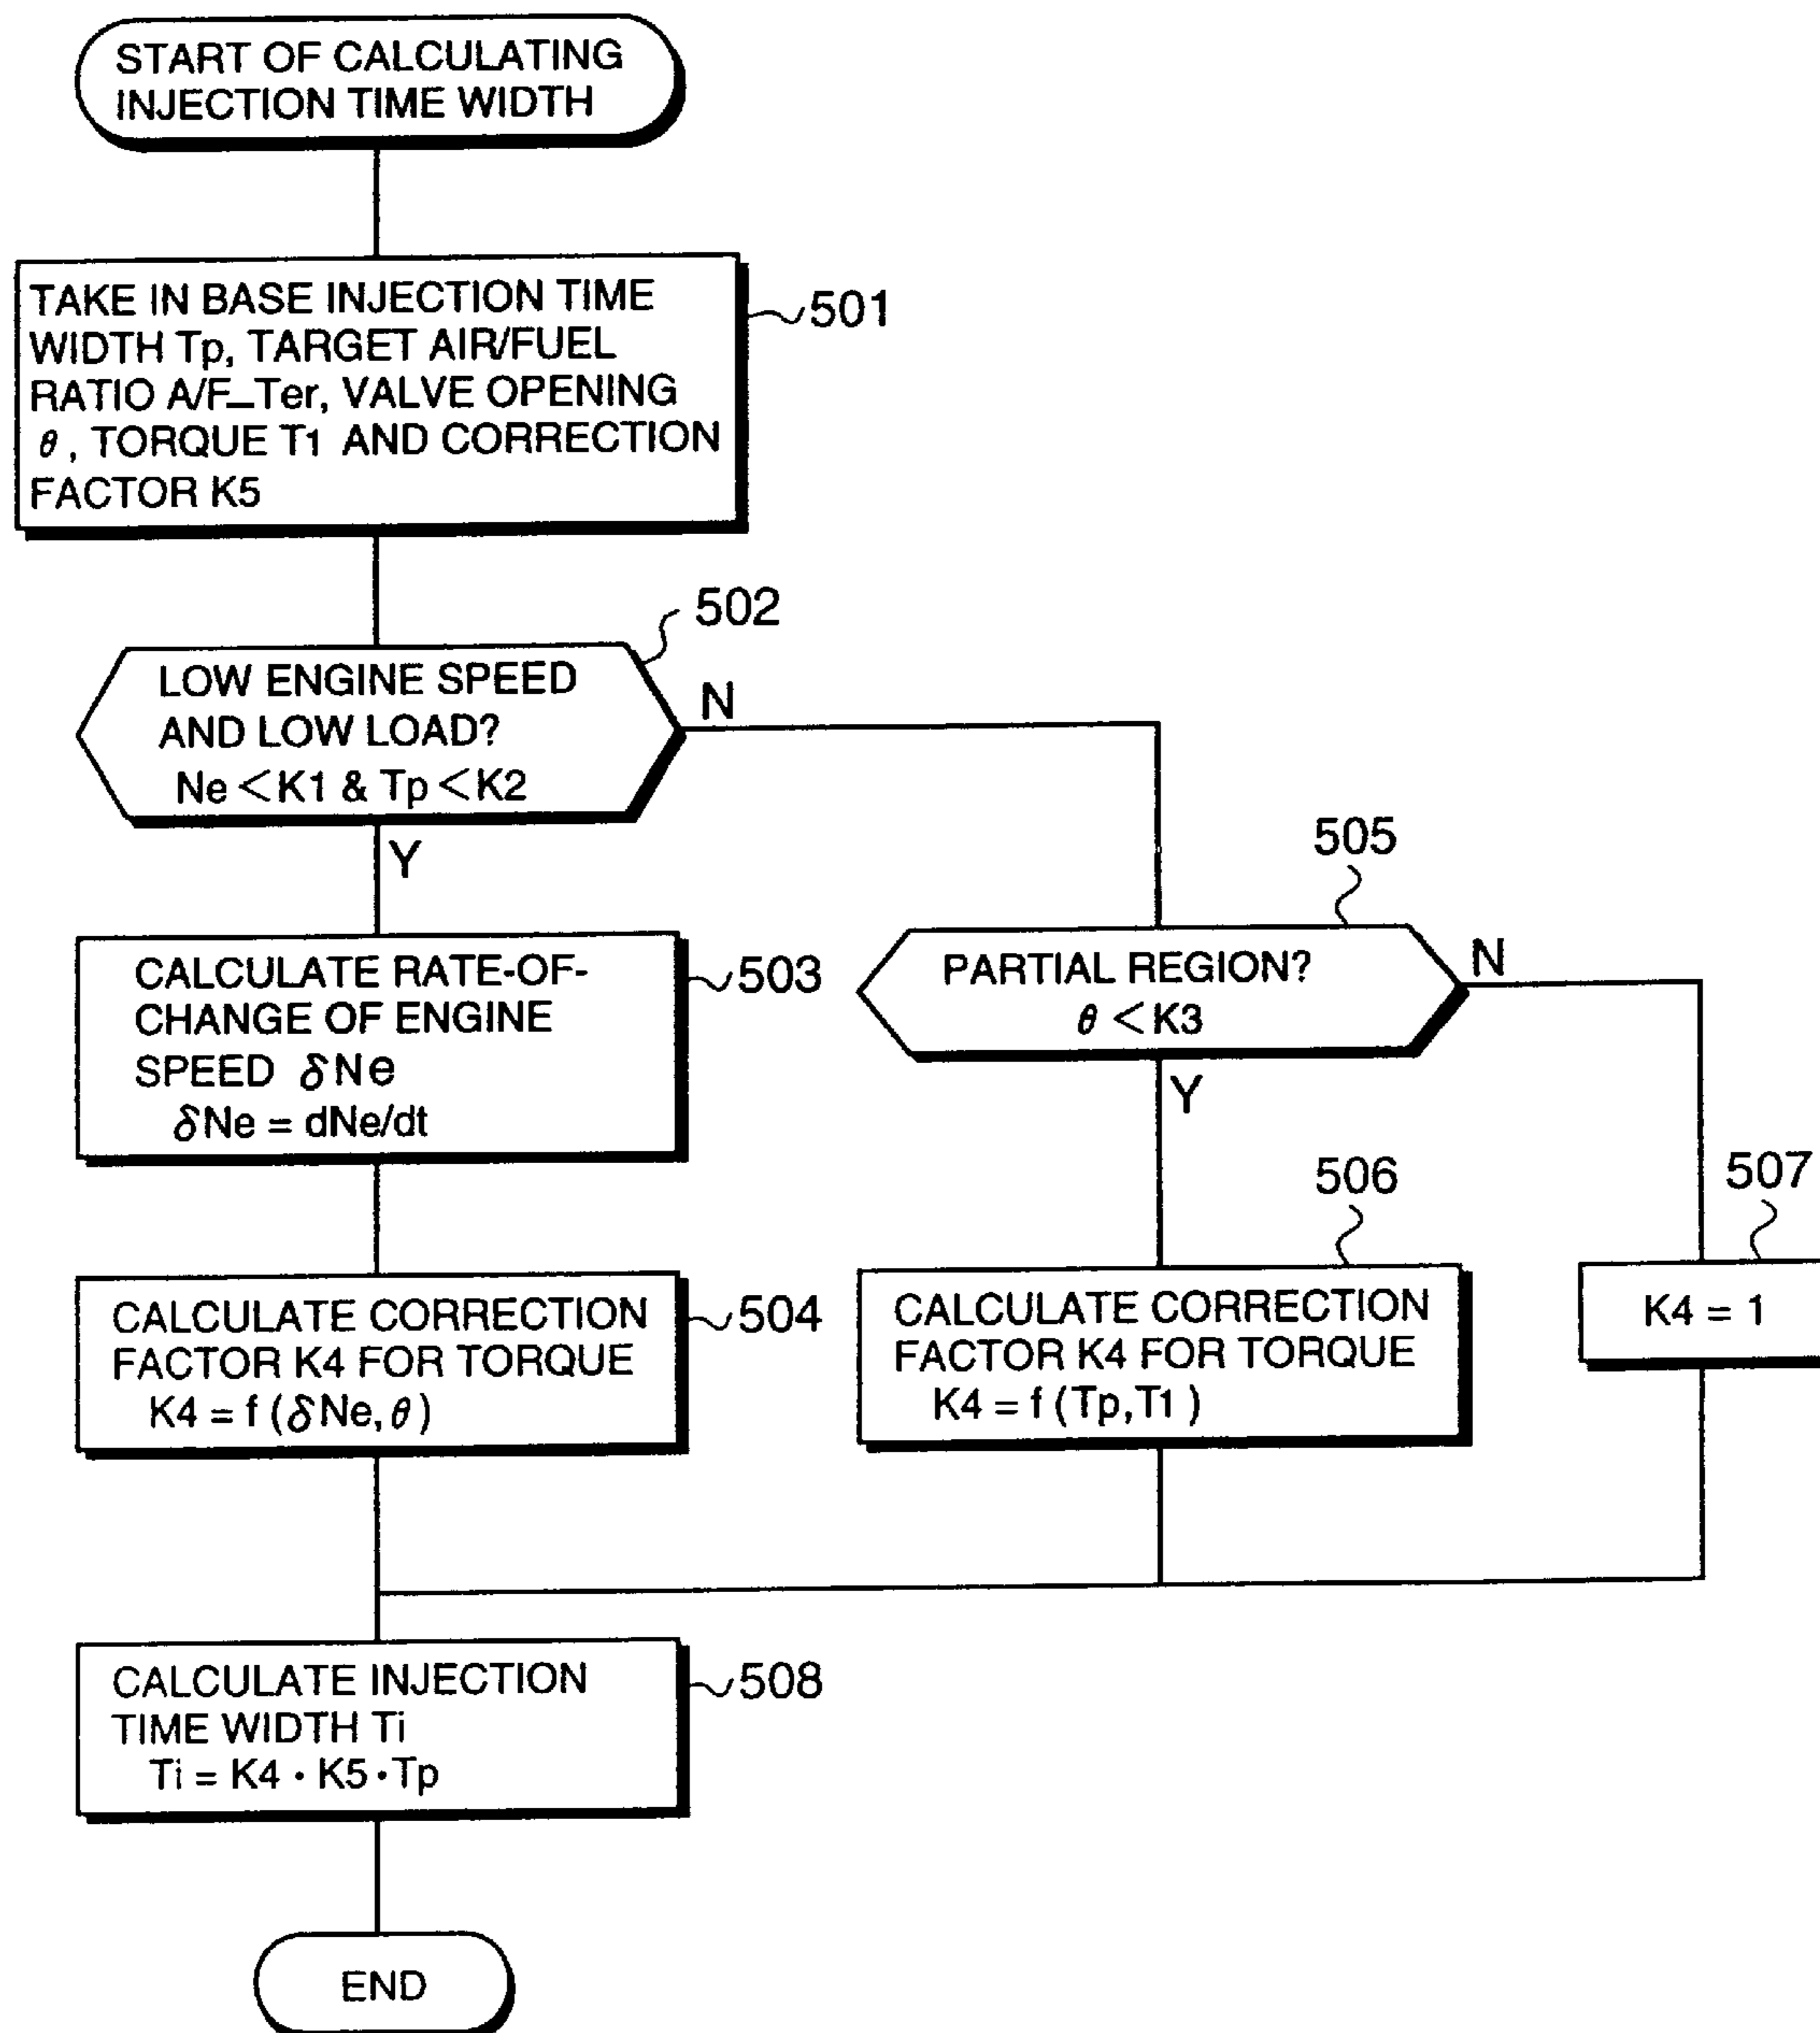 START OF CALCULATING
INJECTION TIME WIDTH
TAKE IN BASE INJECTION TIME
WIDTH Tp, TARGET AIR/FUEL
RATIO A/F_Ter, VALVE OPENING
θ, TORQUE T1 AND CORRECTION
FACTOR K5
501
502
LOW ENGINE SPEED
AND LOW LOAD?
Ne < K1 & Tp < K2
N
Y
503
CALCULATE RATE-OF-
CHANGE OF ENGINE
SPEED δNe
δNe = dNe/dt
504
CALCULATE CORRECTION
FACTOR K4 FOR TORQUE
K4 = f (δNe, θ)
505
PARTIAL REGION?
θ < K3
N
Y
506
CALCULATE CORRECTION
FACTOR K4 FOR TORQUE
K4 = f (Tp,T1)
507
K4 = 1
508
CALCULATE INJECTION
TIME WIDTH Ti
Ti = K4 · K5 · Tp
END